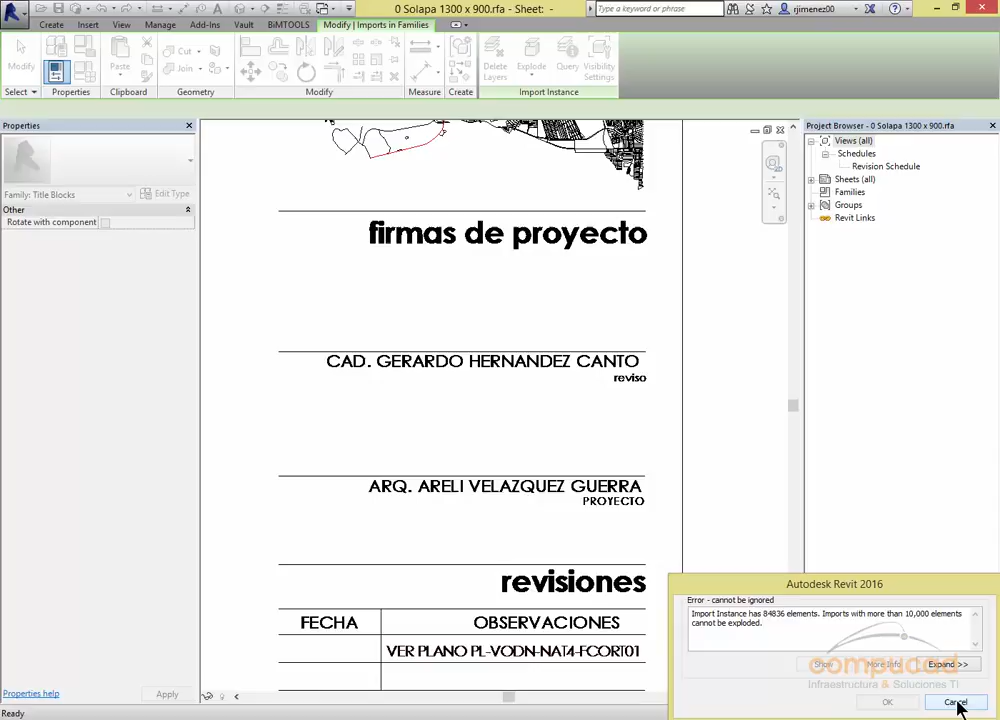 0 Solapa 1300 x 900.rfa - Sheet: -
Type a keyword or phrase
rjimenez00
Create Insert View Manage Add-Ins Vault BiMTOOLS Modify | Imports in Families
Modify
Cut
Join
Paste
Delete Layers
Explode
Query
Visibility Settings
Select Properties Clipboard Geometry Modify Measure Create Import Instance
Properties
Family: Title Blocks
Edit Type
Other
Rotate with component
Properties help
Apply
Ready
firmas de proyecto
CAD. GERARDO HERNANDEZ CANTO
reviso
ARQ. ARELI VELAZQUEZ GUERRA
PROYECTO
revisiones
FECHA OBSERVACIONES
VER PLANO PL-VODN-NAT4-FCORT01
Project Browser - 0 Solapa 1300 x 900.rfa
Views (all)
Schedules
Revision Schedule
Sheets (all)
Families
Groups
Revit Links
Autodesk Revit 2016
Error - cannot be ignored
Import Instance has 84836 elements. Imports with more than 10,000 elements
cannot be exploded.
Show More Info Expand >>
compucad
Infraestructura & Soluciones TI
OK Cancel